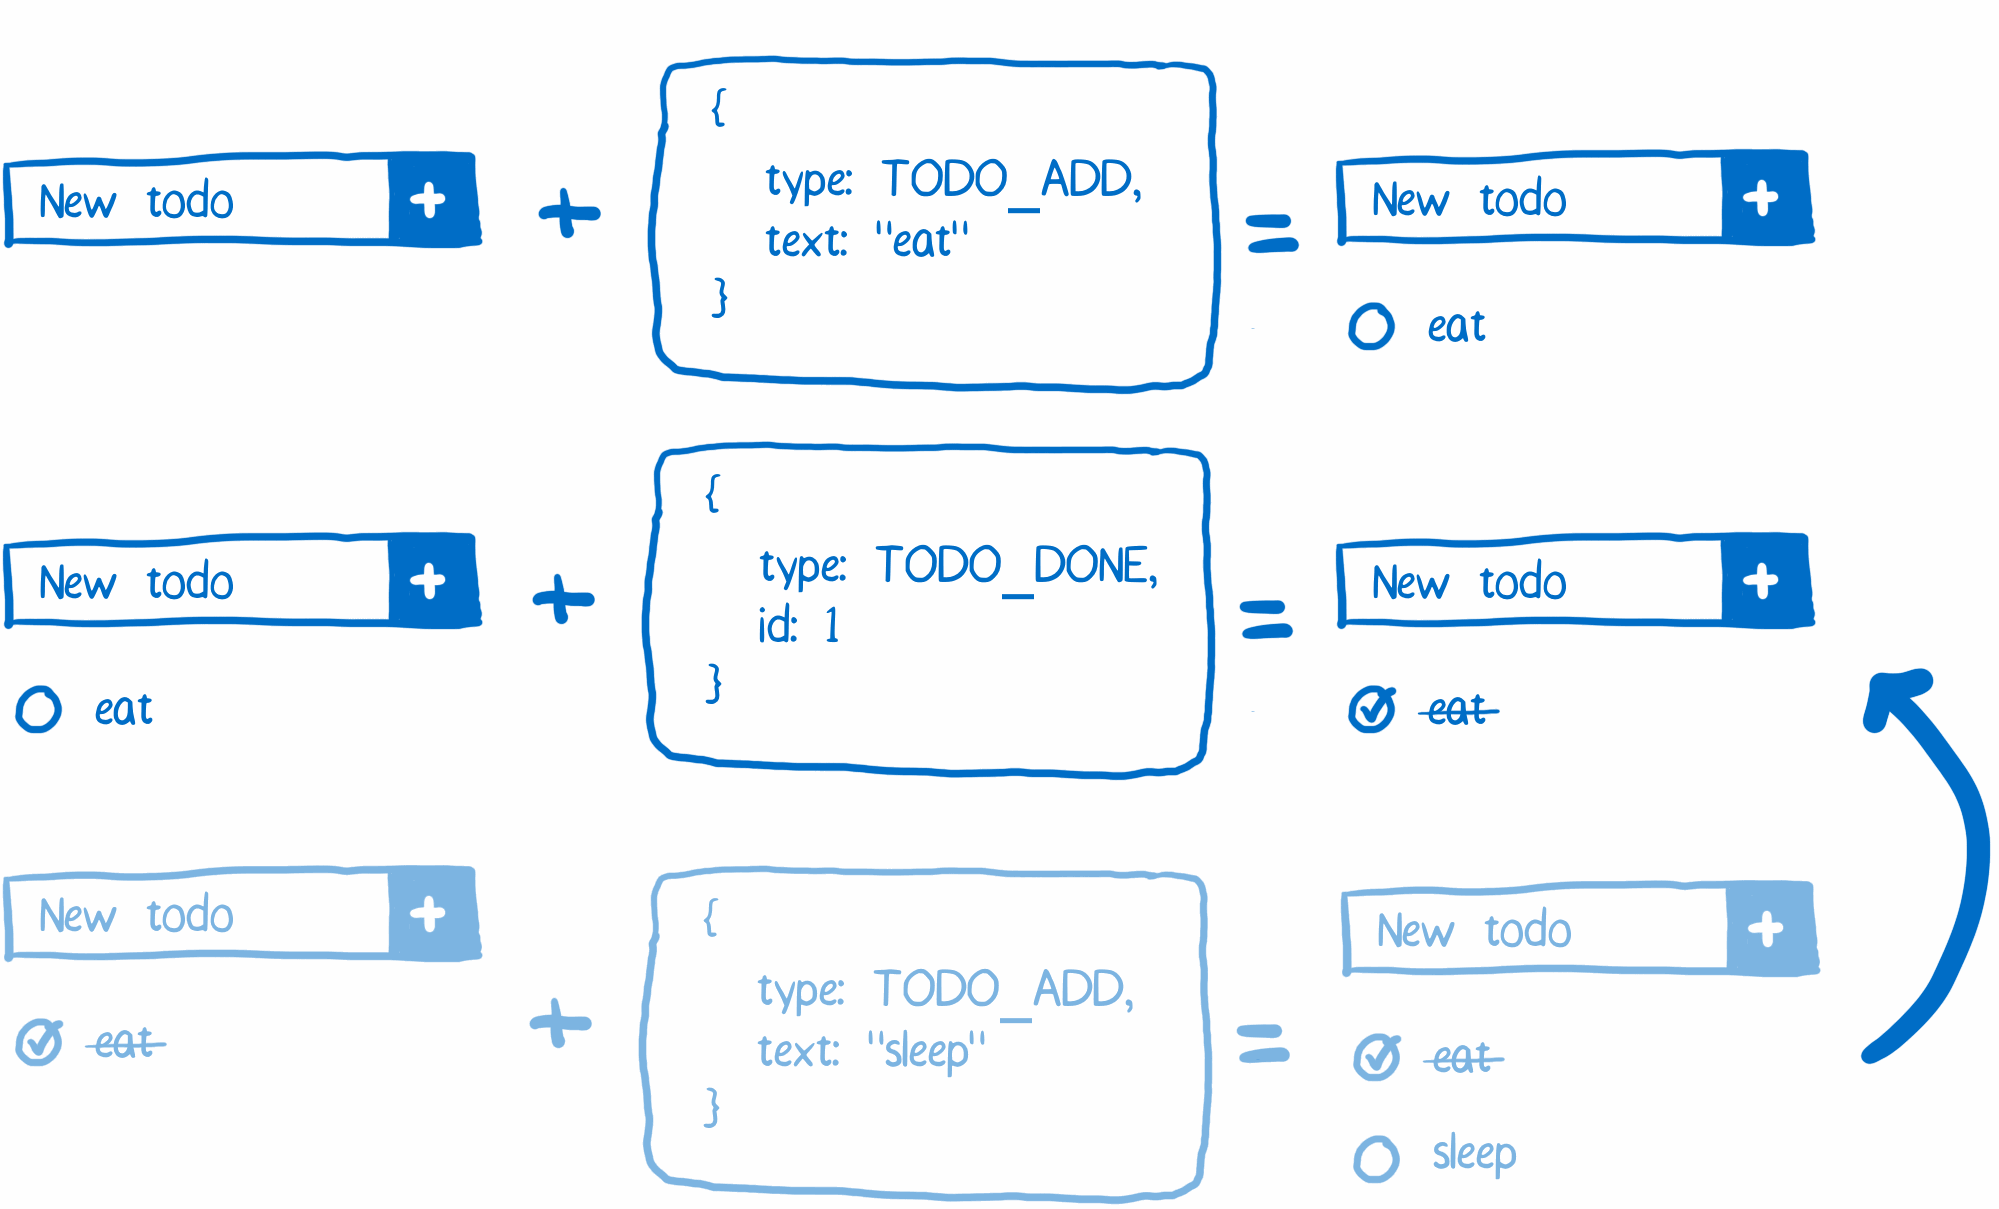 New todo +
+
{
type: TODO_ADD,
text: "eat"
}
=
New todo +
eat
New todo +
eat
+
{
type: TODO_DONE,
id: 1
}
=
New todo +
eat
New todo +
eat
+
{
type: TODO_ADD,
text: "sleep"
}
=
New todo +
eat
sleep